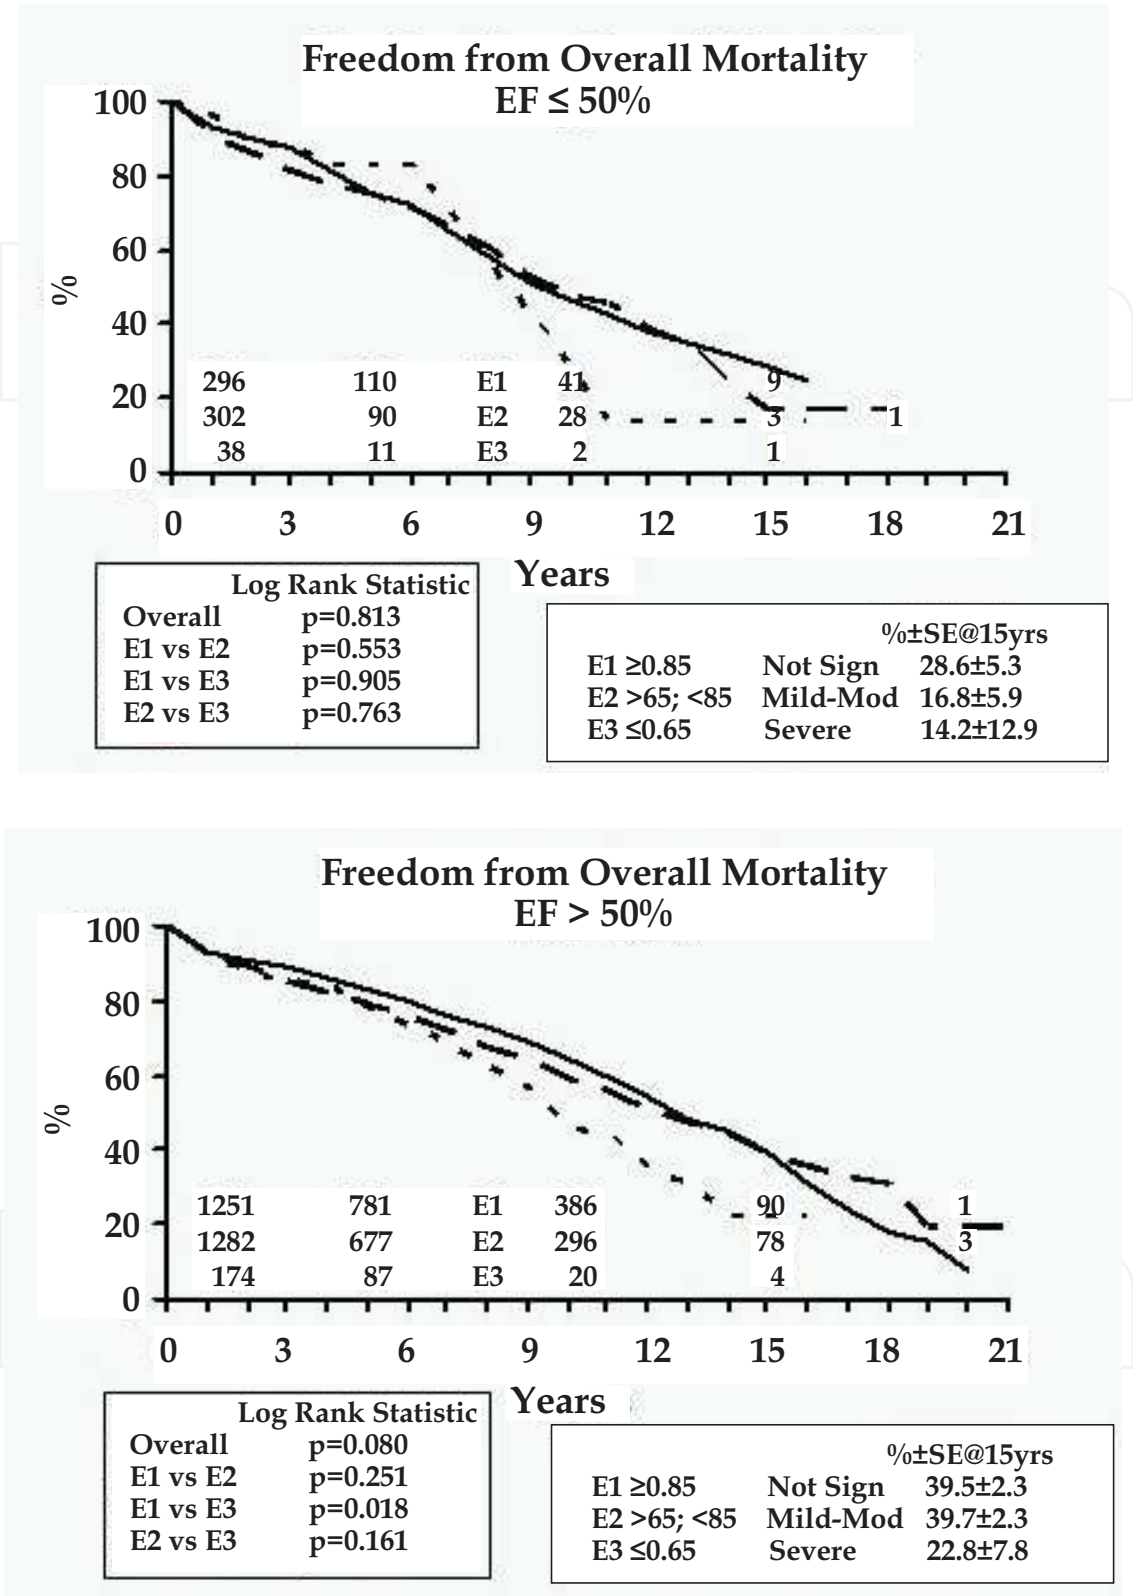 Freedom from Overall Mortality
EF ≤ 50%
100
80
60
40
20
0
%
296 110 E1 41 9
302 90 E2 28 3 1
38 11 E3 2 1
0 3 6 9 12 15 18 21
Years
Log Rank Statistic
Overall p=0.813
E1 vs E2 p=0.553
E1 vs E3 p=0.905
E2 vs E3 p=0.763
%±SE@15yrs
E1 ≥0.85 Not Sign 28.6±5.3
E2 >65; <85 Mild-Mod 16.8±5.9
E3 ≤0.65 Severe 14.2±12.9
Freedom from Overall Mortality
EF > 50%
100
80
60
40
20
0
%
1251 781 E1 386 90 1
1282 677 E2 296 78 3
174 87 E3 20 4
0 3 6 9 12 15 18 21
Years
Log Rank Statistic
Overall p=0.080
E1 vs E2 p=0.251
E1 vs E3 p=0.018
E2 vs E3 p=0.161
%±SE@15yrs
E1 ≥0.85 Not Sign 39.5±2.3
E2 >65; <85 Mild-Mod 39.7±2.3
E3 ≤0.65 Severe 22.8±7.8